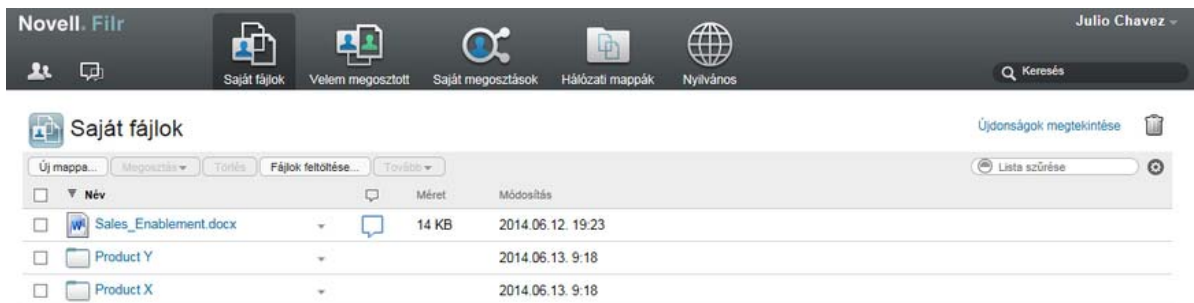 Novell. Filr
Julio Chavez
Saját fájlok
Velem megosztott
Saját megosztások
Hálózati mappák
Nyilvános
Keresés
Saját fájlok
Újdonságok megtekintése
Új mappa... Megosztás Törlés Fájlok feltöltése... Tovább Lista szűrése
Név Méret Módosítás
Sales_Enablement.docx 14 KB 2014.06.12. 19:23
Product Y 2014.06.13. 9:18
Product X 2014.06.13. 9:18